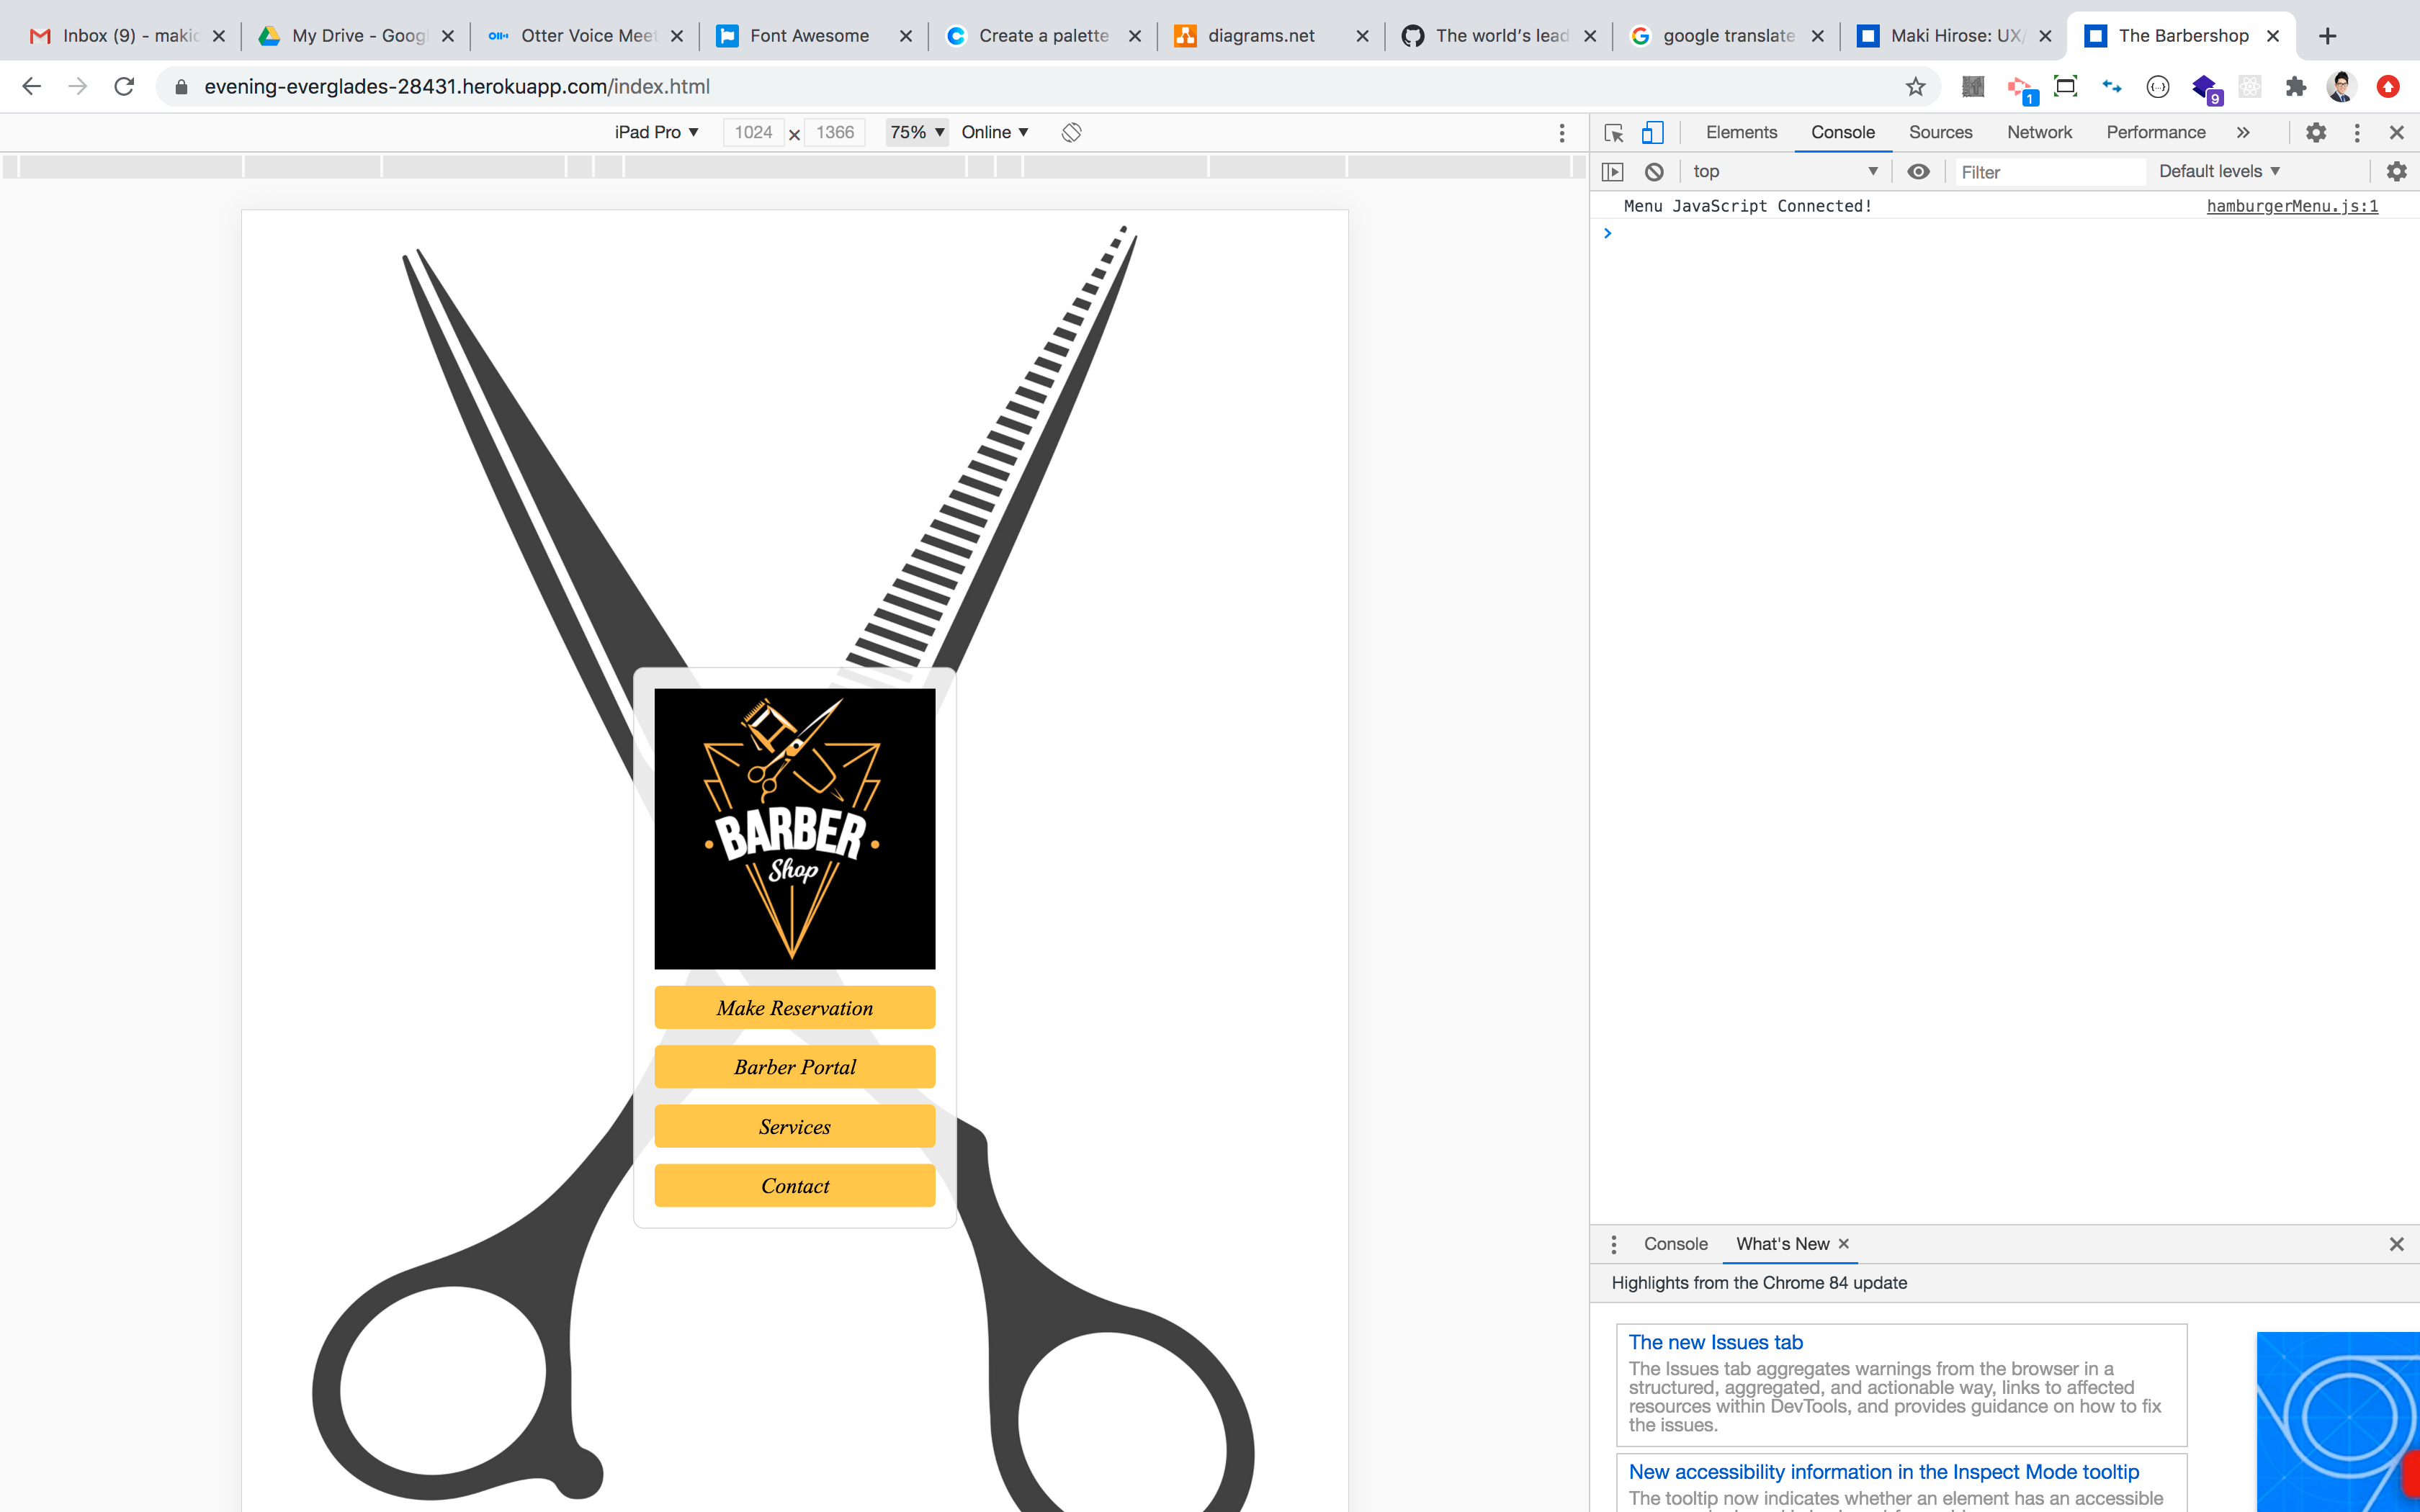 Inbox (9) - makic
My Drive - Googl
Otter Voice Meet
Font Awesome
Create a palette
diagrams.net
The world's lead
google translate
Maki Hirose: UX/
The Barbershop
evening-everglades-28431.herokuapp.com/index.html
1
9
iPad Pro ▼ 1024 × 1366 75% ▼ Online ▼
Elements Console Sources Network Performance »
top ▼ Filter Default levels ▼
Menu JavaScript Connected! hamburgerMenu.js:1
BARBER
Shop
Make Reservation
Barber Portal
Services
Contact
Console What's New
Highlights from the Chrome 84 update
The new Issues tab
The Issues tab aggregates warnings from the browser in a
structured, aggregated, and actionable way, links to affected
resources within DevTools, and provides guidance on how to fix
the issues.
New accessibility information in the Inspect Mode tooltip
The tooltip now indicates whether an element has an accessible